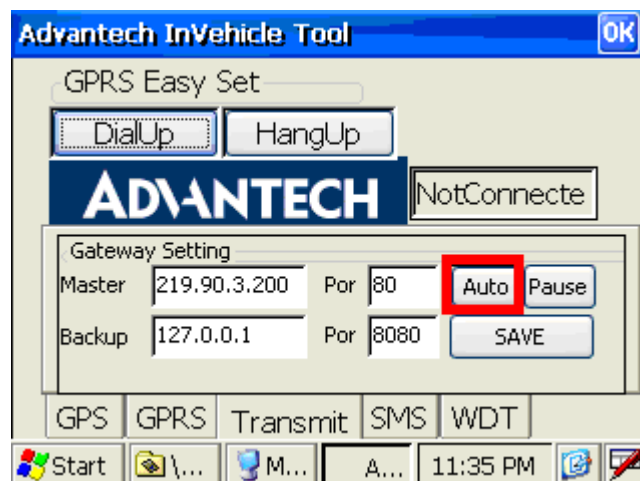 Advantech InVehicle Tool OK
GPRS Easy Set
DialUp HangUp
ADVANTECH NotConnecte
Gateway Setting
Master 219.90.3.200 Por 80 Auto Pause
Backup 127.0.0.1 Por 8080 SAVE
GPS GPRS Transmit SMS WDT
Start \... M... A... 11:35 PM